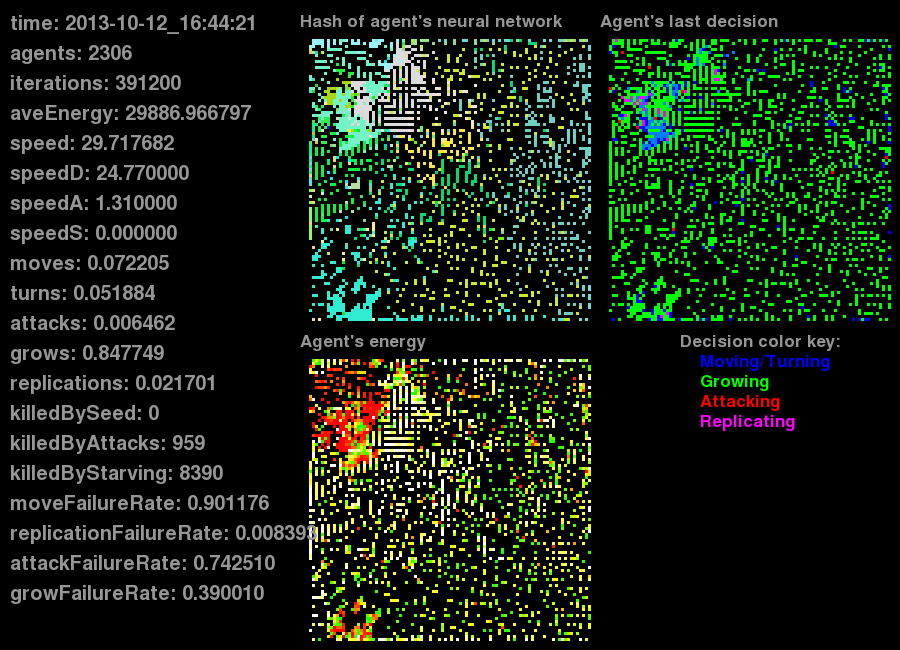 time: 2013-10-12_16:44:21
agents: 2306
iterations: 391200
aveEnergy: 29886.966797
speed: 29.717682
speedD: 24.770000
speedA: 1.310000
speedS: 0.000000
moves: 0.072205
turns: 0.051884
attacks: 0.006462
grows: 0.847749
replications: 0.021701
killedBySeed: 0
killedByAttacks: 959
killedByStarving: 8390
moveFailureRate: 0.901176
replicationFailureRate: 0.008393
attackFailureRate: 0.742510
growFailureRate: 0.390010
Hash of agent's neural network
Agent's last decision
Agent's energy
Decision color key:
Moving/Turning
Growing
Attacking
Replicating